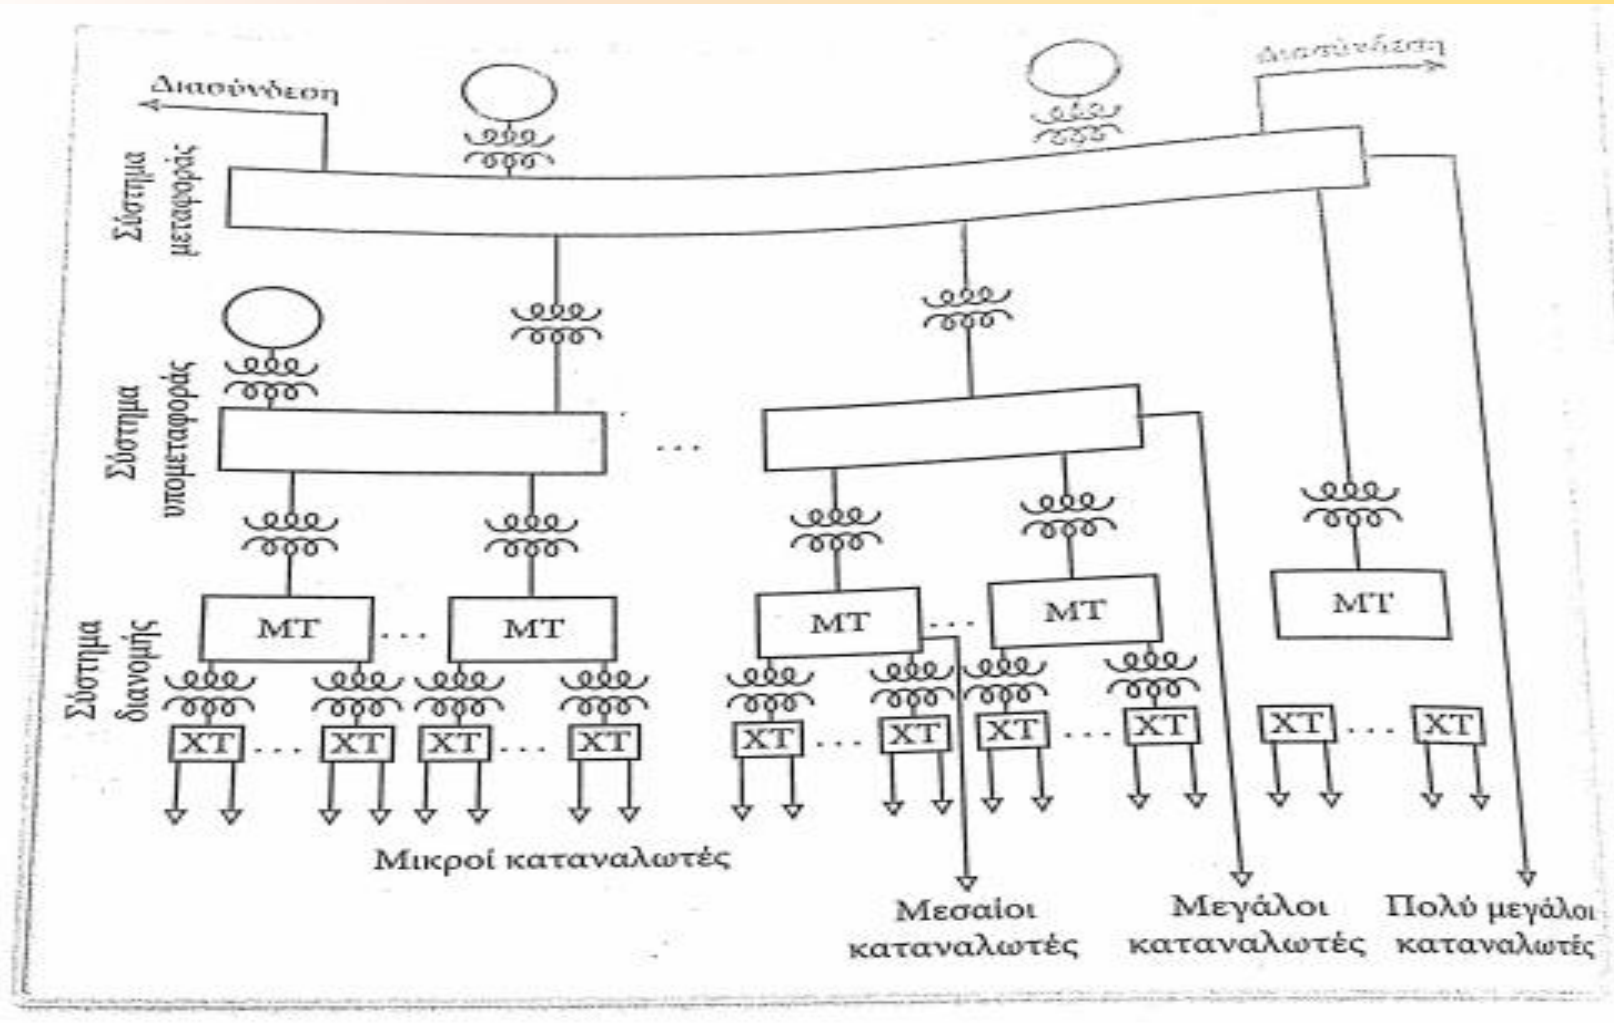 Διασύνδεση
Διασύνδεση
Σύστημα
μεταφοράς
Σύστημα
υπομεταφοράς
ΜΤ
...
ΜΤ
...
ΜΤ
...
ΜΤ
ΜΤ
Σύστημα
διανομής
ΧΤ
...
ΧΤ
ΧΤ
...
ΧΤ
ΧΤ
...
ΧΤ
ΧΤ
...
ΧΤ
ΧΤ
...
ΧΤ
Μικροί καταναλωτές
Μεσαίοι
καταναλωτές
Μεγάλοι
καταναλωτές
Πολύ μεγάλοι
καταναλωτές